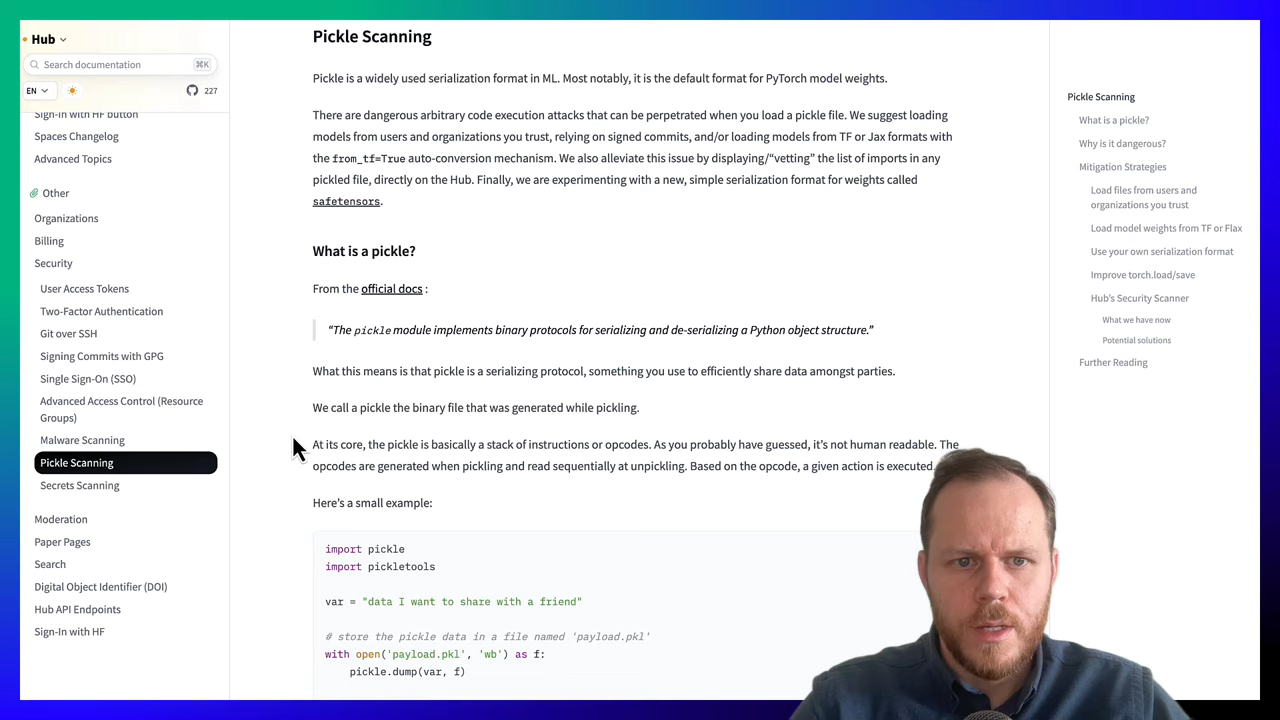 Hub
Search documentation ⌘K
EN 227
Sign-in with HF button
Spaces Changelog
Advanced Topics
Other
Organizations
Billing
Security
User Access Tokens
Two-Factor Authentication
Git over SSH
Signing Commits with GPG
Single Sign-On (SSO)
Advanced Access Control (Resource
Groups)
Malware Scanning
Pickle Scanning
Secrets Scanning
Moderation
Paper Pages
Search
Digital Object Identifier (DOI)
Hub API Endpoints
Sign-In with HF
Pickle Scanning
Pickle is a widely used serialization format in ML. Most notably, it is the default format for PyTorch model weights.
There are dangerous arbitrary code execution attacks that can be perpetrated when you load a pickle file. We suggest loading
models from users and organizations you trust, relying on signed commits, and/or loading models from TF or Jax formats with
the from_tf=True auto-conversion mechanism. We also alleviate this issue by displaying/“vetting” the list of imports in any
pickled file, directly on the Hub. Finally, we are experimenting with a new, simple serialization format for weights called
safetensors.
What is a pickle?
From the official docs :
“The pickle module implements binary protocols for serializing and de-serializing a Python object structure.”
What this means is that pickle is a serializing protocol, something you use to efficiently share data amongst parties.
We call a pickle the binary file that was generated while pickling.
At its core, the pickle is basically a stack of instructions or opcodes. As you probably have guessed, it’s not human readable. The
opcodes are generated when pickling and read sequentially at unpickling. Based on the opcode, a given action is executed.
Here’s a small example:
import pickle
import pickletools
var = "data I want to share with a friend"
# store the pickle data in a file named 'payload.pkl'
with open('payload.pkl', 'wb') as f:
pickle.dump(var, f)
Pickle Scanning
What is a pickle?
Why is it dangerous?
Mitigation Strategies
Load files from users and
organizations you trust
Load model weights from TF or Flax
Use your own serialization format
Improve torch.load/save
Hub's Security Scanner
What we have now
Potential solutions
Further Reading